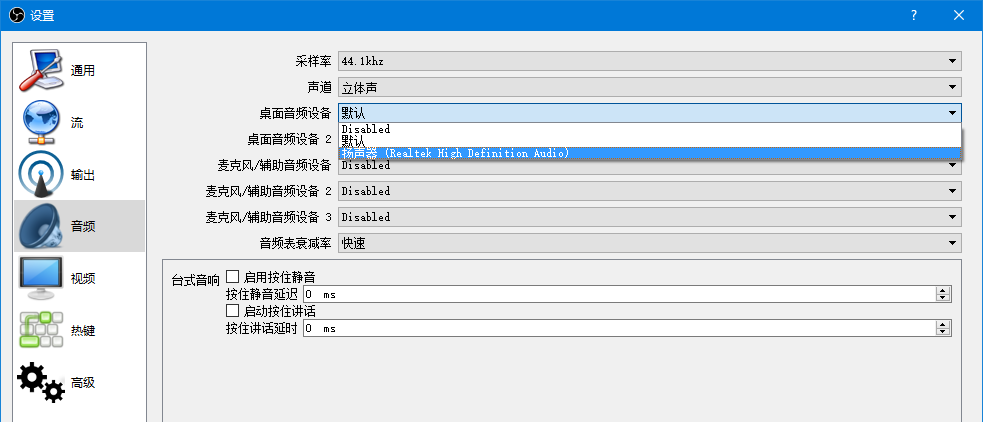 设置
通用
流
输出
音频
视频
热键
高级
采样率 44.1khz
声道 立体声
桌面音频设备 默认
Disabled
默认
扬声器 (Realtek High Definition Audio)
桌面音频设备 2
麦克风/辅助音频设备 Disabled
麦克风/辅助音频设备 2 Disabled
麦克风/辅助音频设备 3 Disabled
音频表衰减率 快速
台式音响 启用按住静音
按住静音延迟 0 ms
启动按住讲话
按住讲话延时 0 ms